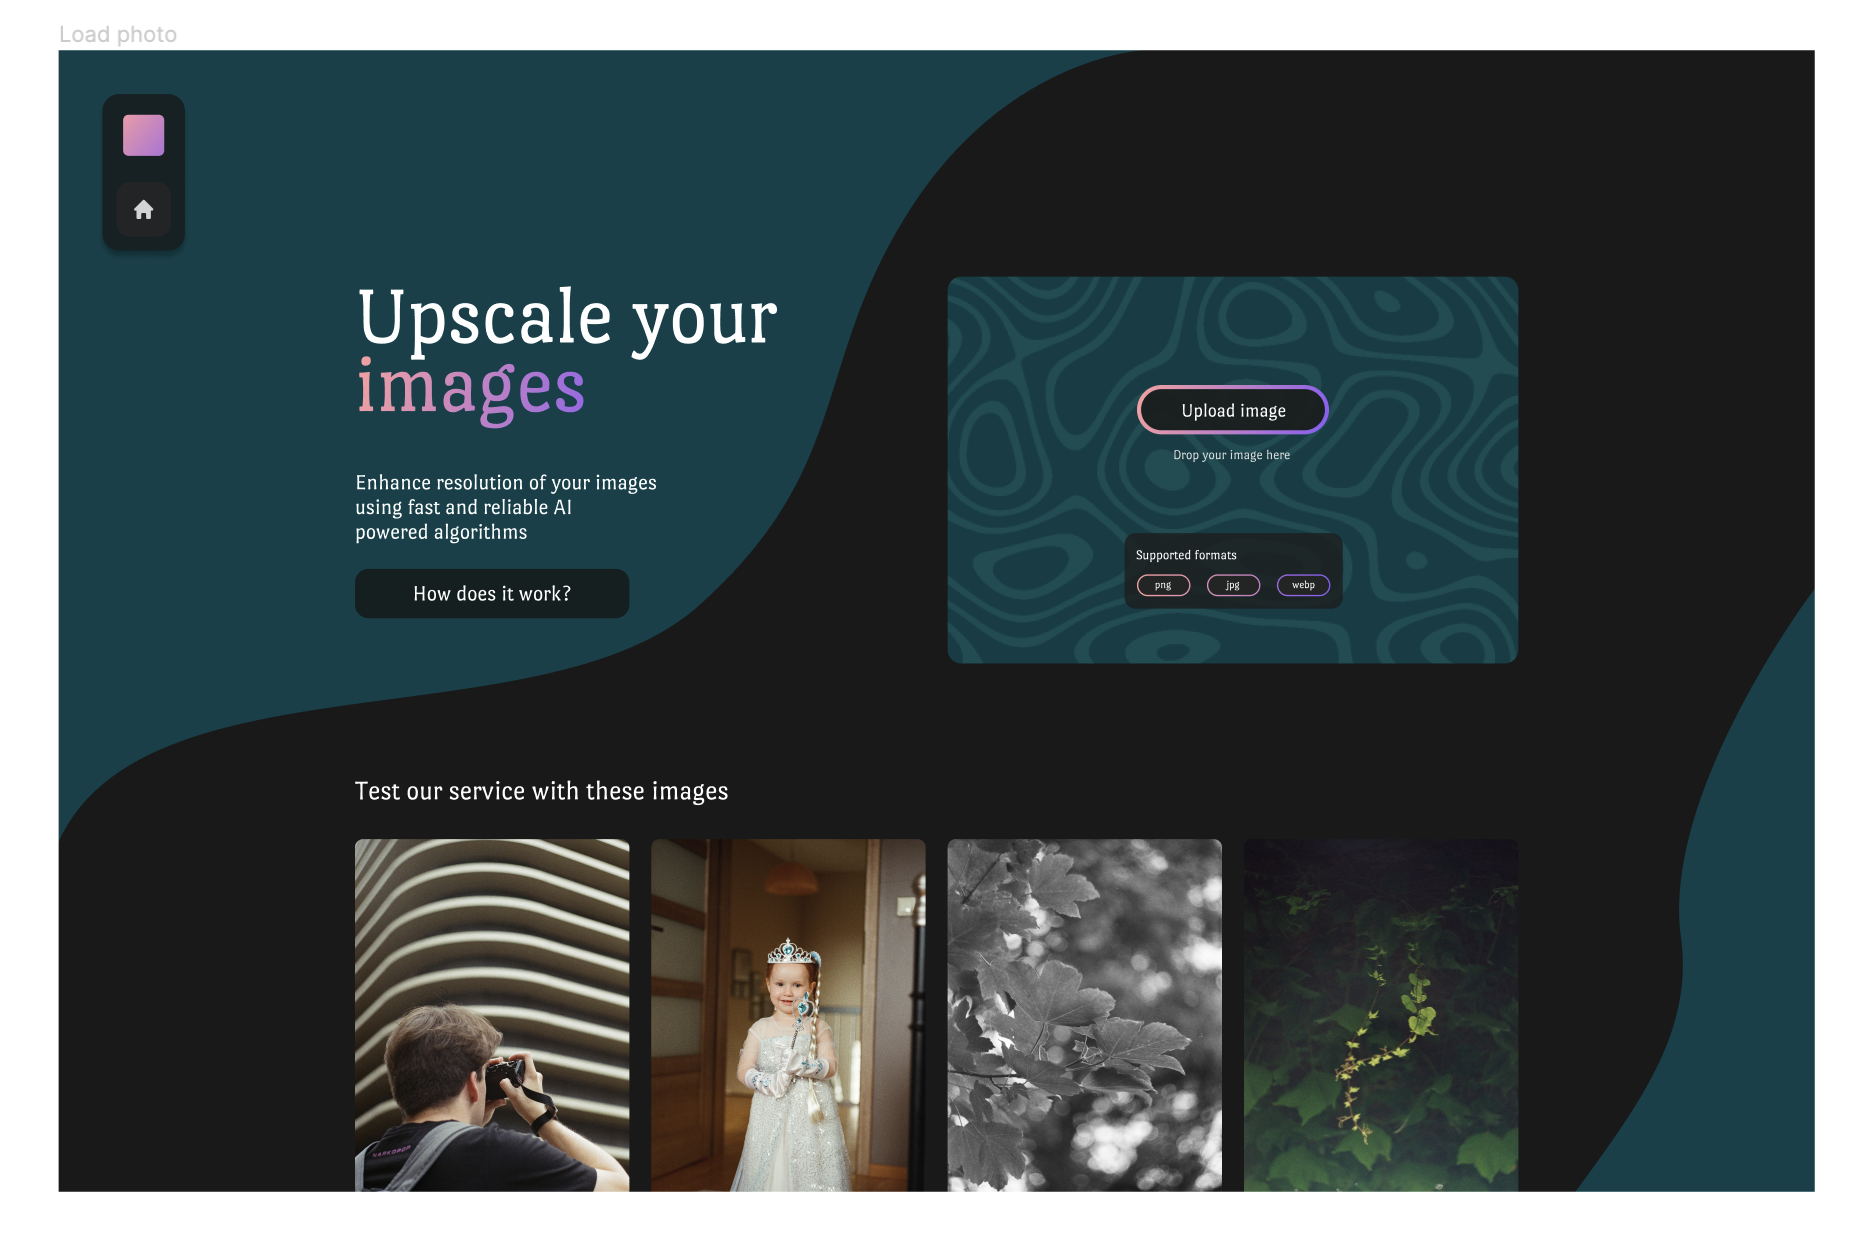 Load photo
Upscale your
images
Enhance resolution of your images
using fast and reliable AI
powered algorithms
How does it work?
Upload image
Drop your image here
Supported formats
png jpg webp
Test our service with these images